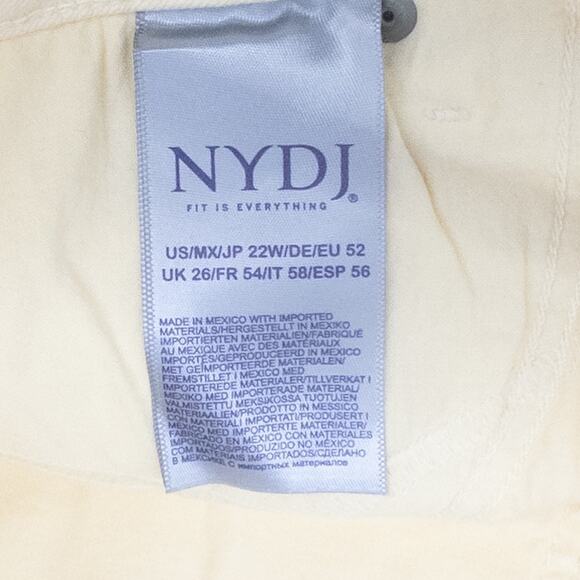 NYDJ®
FIT IS EVERYTHING
US/MX/JP 22W/DE/EU 52
UK 26/FR 54/IT 58/ESP 56
MADE IN MEXICO WITH IMPORTED
MATERIALS/HERGESTELLT IN MEXIKO
IMPORTIERTEN MATERIALIEN/FABRIQUÉ
AU MEXIQUE AVEC DES MATÉRIAUX
IMPORTÉS/GEPRODUCEERD IN MEXICO
MET GEÏMPORTEERDE MATERIALEN/
FREMSTILLET I MEXICO MED
IMPORTEREDE MATERIALER/TILLVERKAT I
MEXIKO MED IMPORTERADE MATERIAL/
VALMISTETTU MEKSIKOSSA TUOTUJEN
MATERIAALIEN/PRODOTTO IN MESSICO
CON MATERIALI IMPORTATI/PRODUSERT I
MEXICO MED IMPORTERTE MATERIALER/
FABRICADO EN MÉXICO CON MATERIALES
IMPORTADOS/PRODUZIDO NO MÉXICO
COM MATERIAIS IMPORTADOS/СДЕЛАНО
В МЕКСИКЕ С импортных материалов